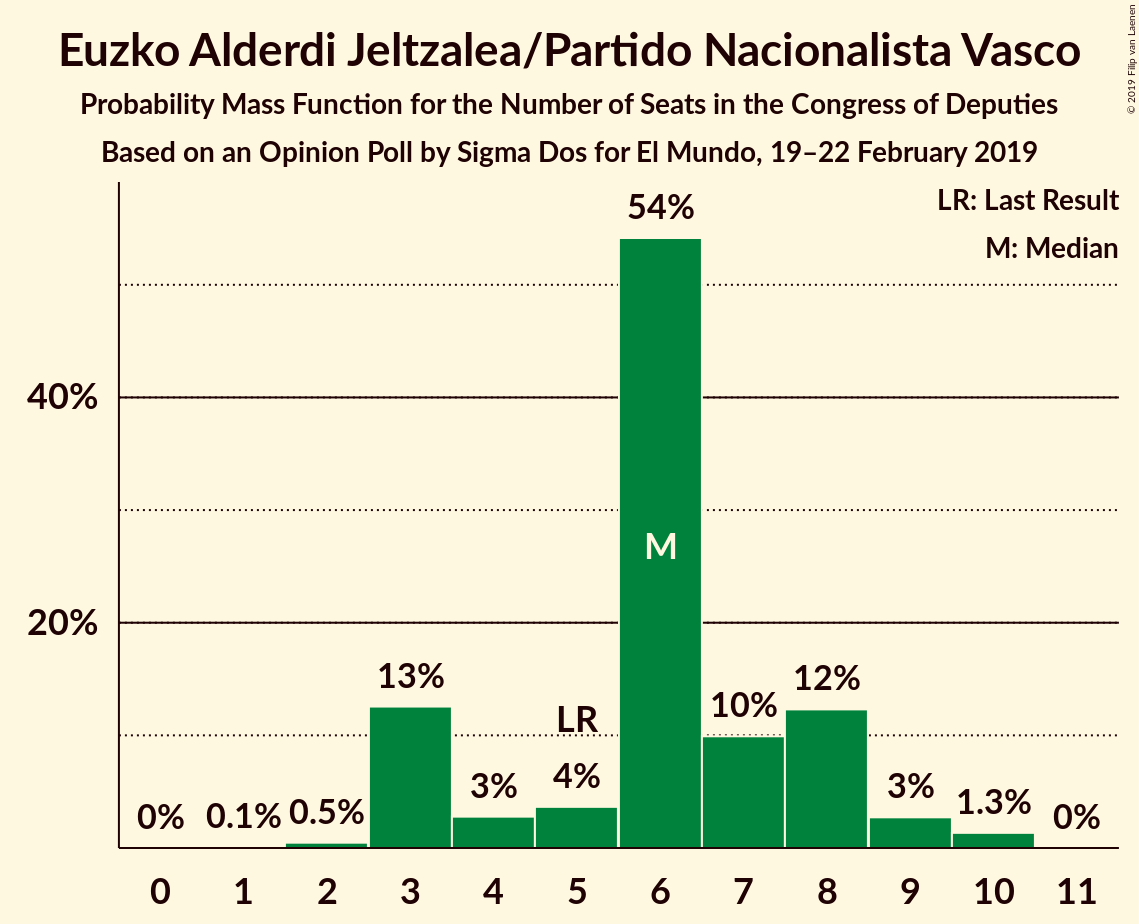 Euzko Alderdi Jeltzalea/Partido Nacionalista Vasco
Probability Mass Function for the Number of Seats in the Congress of Deputies
Based on an Opinion Poll by Sigma Dos for El Mundo, 19–22 February 2019
© 2019 Filip van Laenen
LR: Last Result
M: Median
54%
40%
M
20%
13%
12%
10%
LR
4%
3%
3%
1.3%
0.5%
0.1%
0%
0%
0 1 2 3 4 5 6 7 8 9 10 11